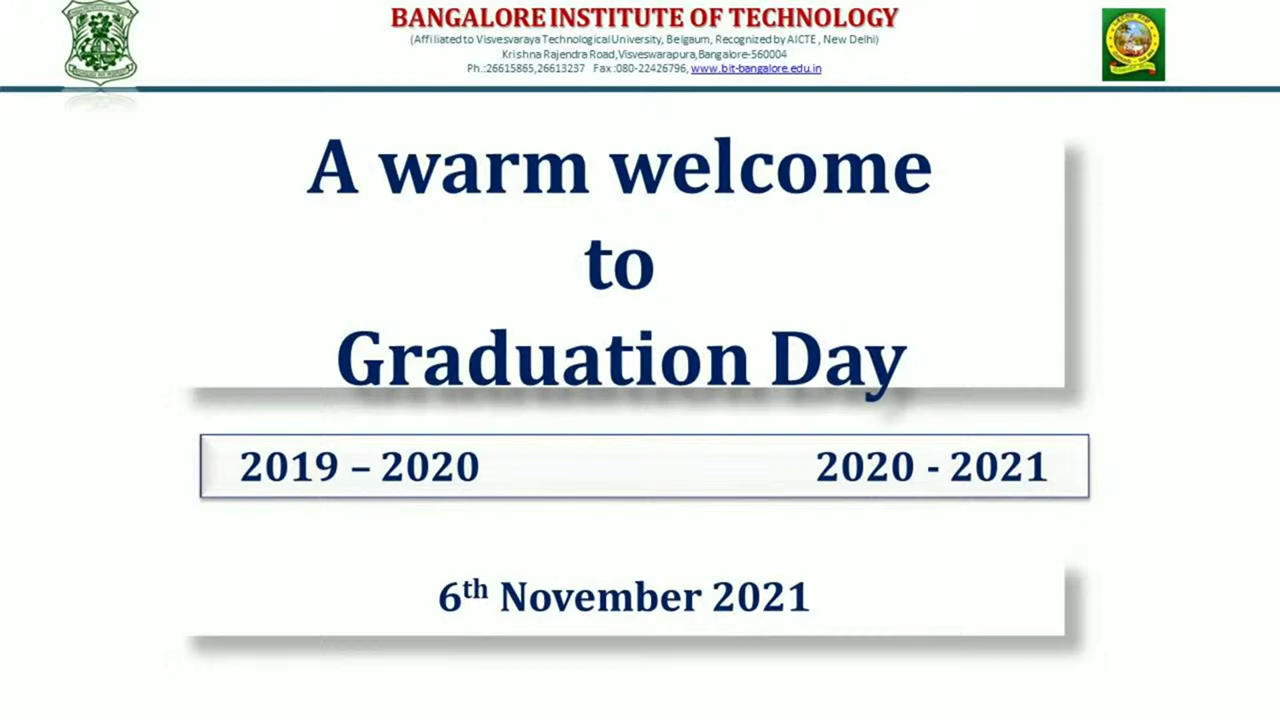 BANGALORE INSTITUTE OF TECHNOLOGY
(Affiliated to Visvesvaraya Technological University, Belgaum, Recognized by AICTE , New Delhi)
Krishna Rajendra Road,Visveswarapura,Bangalore-560004
Ph.:26615865,26613237 Fax :080-22426796, www.bit-bangalore.edu.in
A warm welcome
to
Graduation Day
2019 – 2020 2020 - 2021
6th November 2021